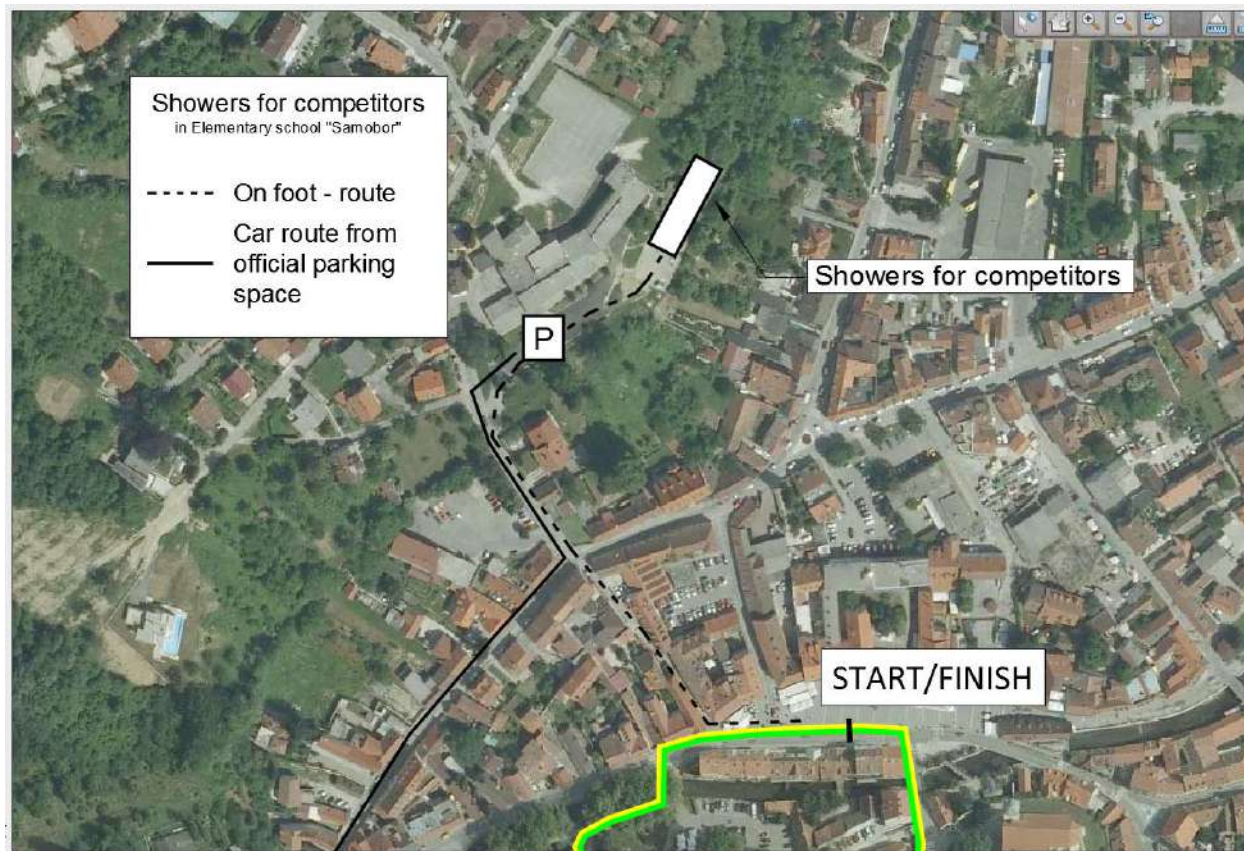 Showers for competitors
in Elementary school "Samobor"
On foot - route
Car route from
official parking
space
Showers for competitors
P
START/FINISH